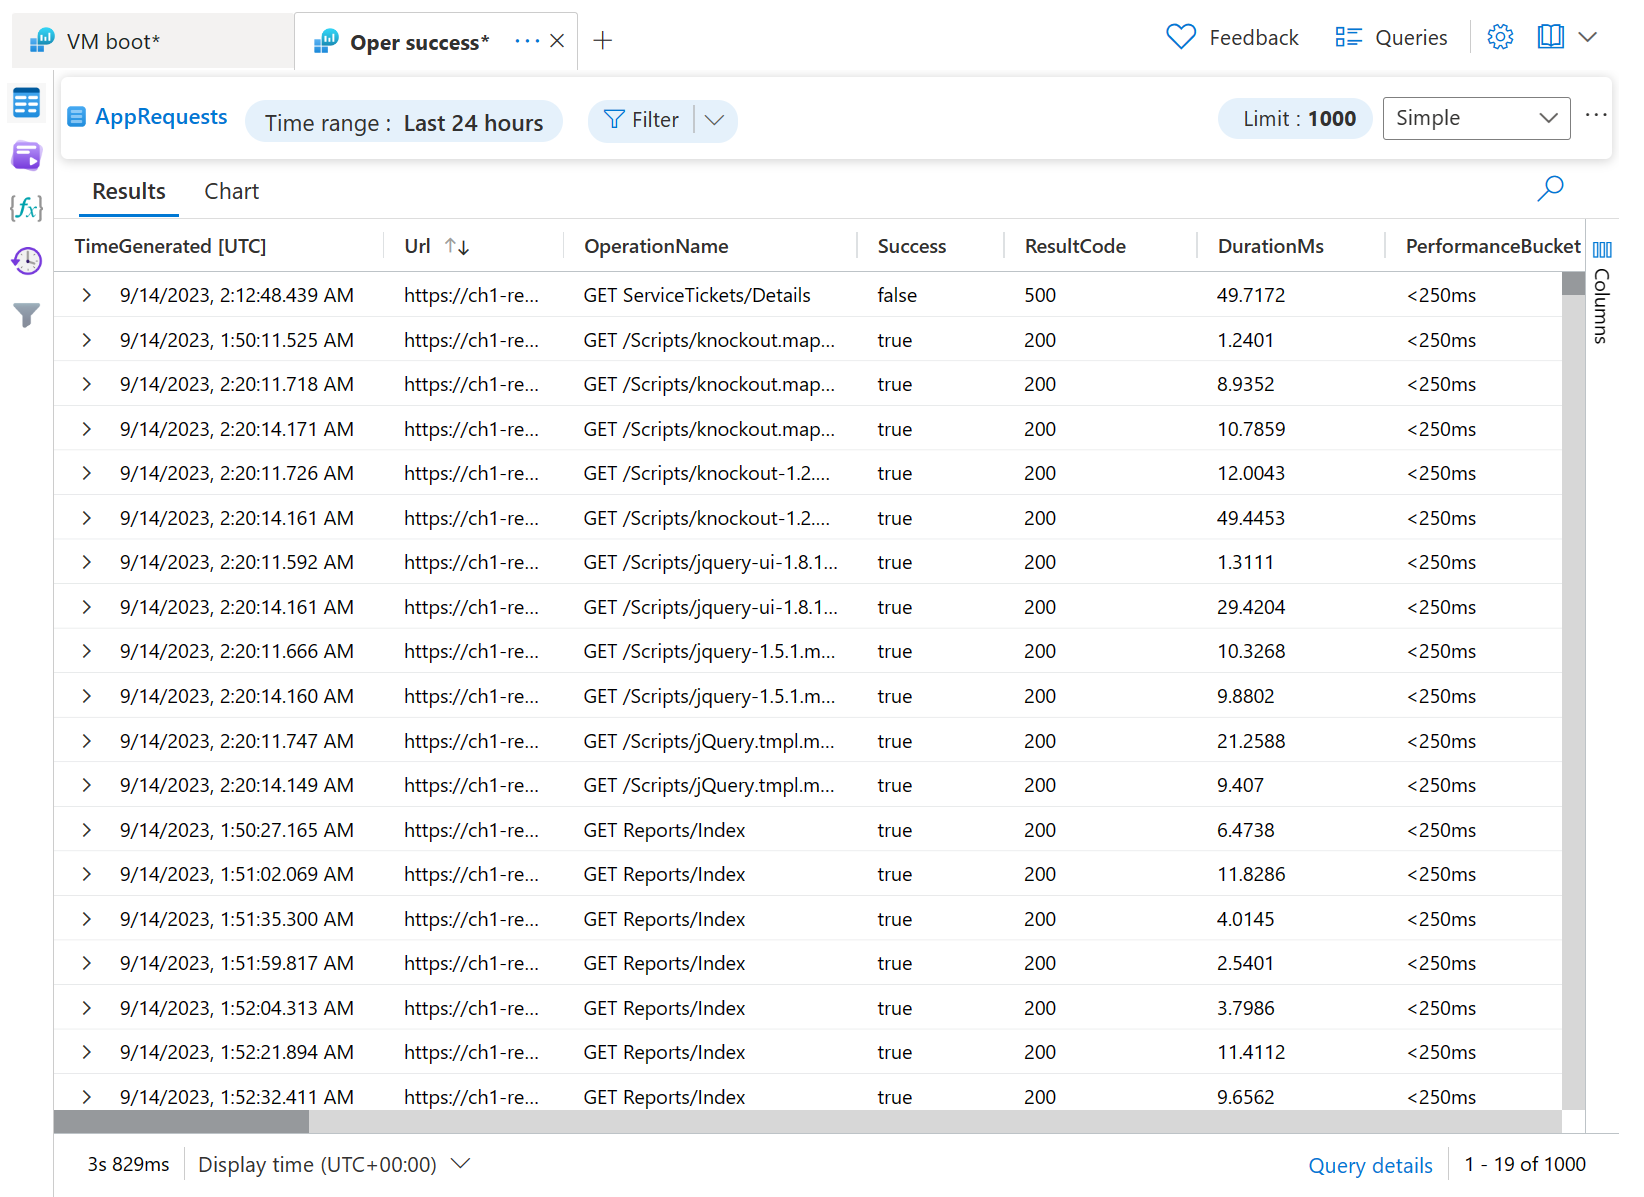 VM boot* Oper success* ··· Feedback Queries
AppRequests Time range : Last 24 hours Filter Limit : 1000 Simple ···
Results Chart
TimeGenerated [UTC] Url OperationName Success ResultCode DurationMs PerformanceBucket
Columns
9/14/2023, 2:12:48.439 AM https://ch1-re... GET ServiceTickets/Details false 500 49.7172 <250ms
9/14/2023, 1:50:11.525 AM https://ch1-re... GET /Scripts/knockout.map... true 200 1.2401 <250ms
9/14/2023, 2:20:11.718 AM https://ch1-re... GET /Scripts/knockout.map... true 200 8.9352 <250ms
9/14/2023, 2:20:14.171 AM https://ch1-re... GET /Scripts/knockout.map... true 200 10.7859 <250ms
9/14/2023, 2:20:11.726 AM https://ch1-re... GET /Scripts/knockout-1.2.... true 200 12.0043 <250ms
9/14/2023, 2:20:14.161 AM https://ch1-re... GET /Scripts/knockout-1.2.... true 200 49.4453 <250ms
9/14/2023, 2:20:11.592 AM https://ch1-re... GET /Scripts/jquery-ui-1.8.1... true 200 1.3111 <250ms
9/14/2023, 2:20:14.161 AM https://ch1-re... GET /Scripts/jquery-ui-1.8.1... true 200 29.4204 <250ms
9/14/2023, 2:20:11.666 AM https://ch1-re... GET /Scripts/jquery-1.5.1.m... true 200 10.3268 <250ms
9/14/2023, 2:20:14.160 AM https://ch1-re... GET /Scripts/jquery-1.5.1.m... true 200 9.8802 <250ms
9/14/2023, 2:20:11.747 AM https://ch1-re... GET /Scripts/jQuery.tmpl.m... true 200 21.2588 <250ms
9/14/2023, 2:20:14.149 AM https://ch1-re... GET /Scripts/jQuery.tmpl.m... true 200 9.407 <250ms
9/14/2023, 1:50:27.165 AM https://ch1-re... GET Reports/Index true 200 6.4738 <250ms
9/14/2023, 1:51:02.069 AM https://ch1-re... GET Reports/Index true 200 11.8286 <250ms
9/14/2023, 1:51:35.300 AM https://ch1-re... GET Reports/Index true 200 4.0145 <250ms
9/14/2023, 1:51:59.817 AM https://ch1-re... GET Reports/Index true 200 2.5401 <250ms
9/14/2023, 1:52:04.313 AM https://ch1-re... GET Reports/Index true 200 3.7986 <250ms
9/14/2023, 1:52:21.894 AM https://ch1-re... GET Reports/Index true 200 11.4112 <250ms
9/14/2023, 1:52:32.411 AM https://ch1-re... GET Reports/Index true 200 9.6562 <250ms
3s 829ms Display time (UTC+00:00) Query details 1 - 19 of 1000